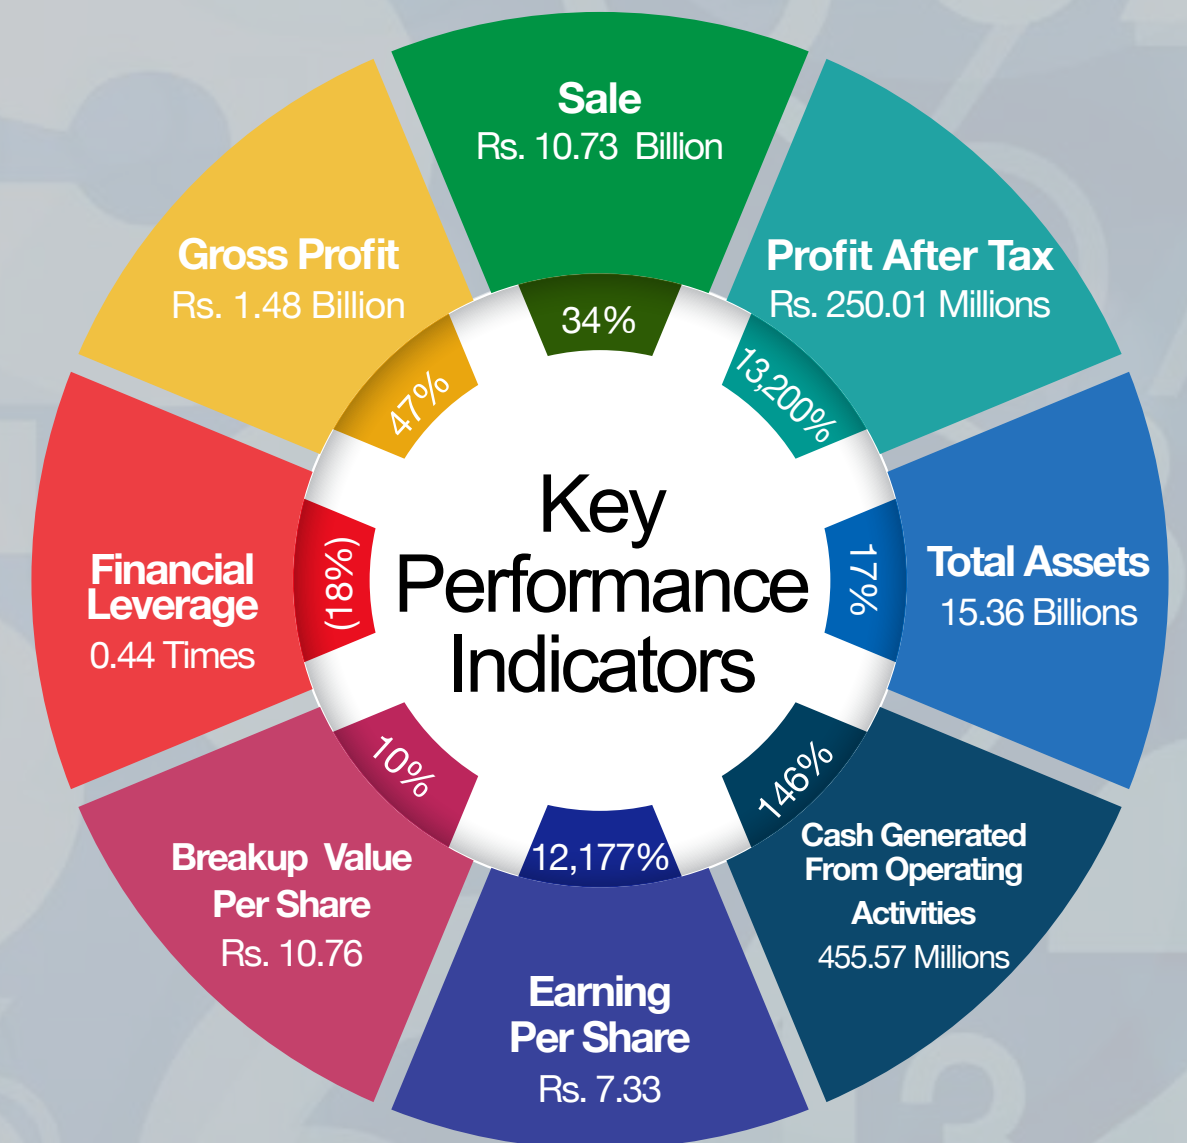 Sale
Rs. 10.73 Billion
34%
Profit After Tax
Rs. 250.01 Millions
13,200%
Total Assets
15.36 Billions
17%
Cash Generated
From Operating
Activities
455.57 Millions
146%
Earning
Per Share
Rs. 7.33
12,177%
Breakup Value
Per Share
Rs. 10.76
10%
Financial
Leverage
0.44 Times
(18%)
Gross Profit
Rs. 1.48 Billion
47%
Key
Performance
Indicators